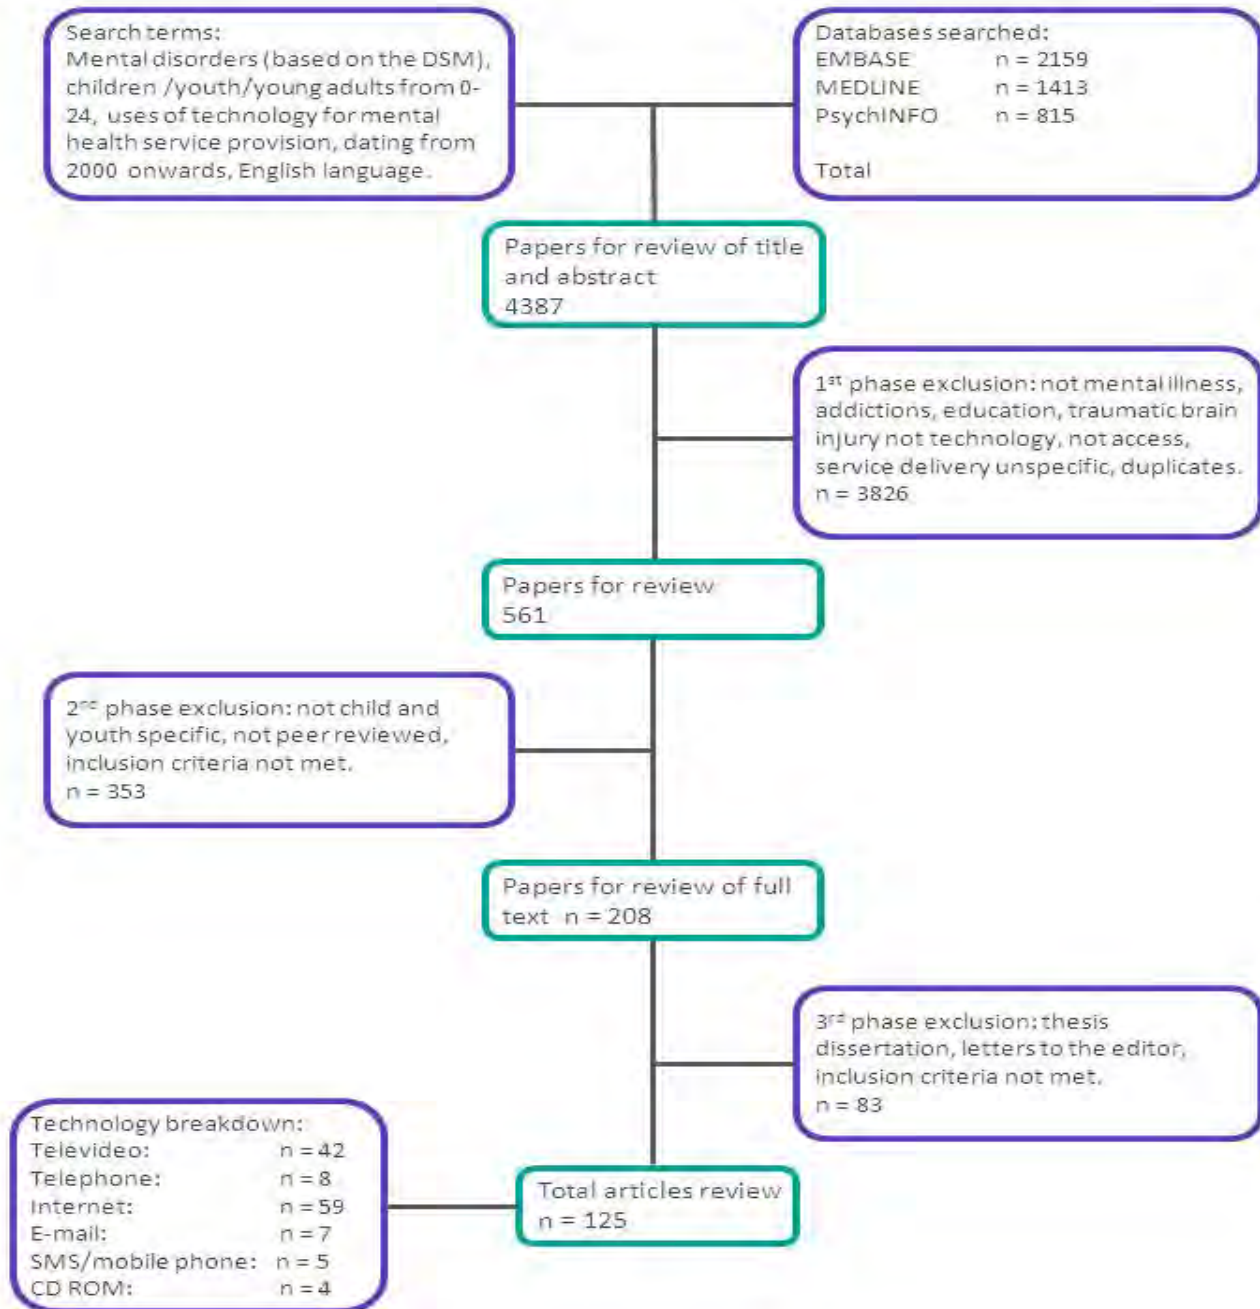 Search terms:
Mental disorders (based on the DSM),
children /youth/young adults from 0-
24, uses of technology for mental
health service provision, dating from
2000 onwards, English language.
Databases searched:
EMBASE n = 2159
MEDLINE n = 1413
PsychINFO n = 815
Total
Papers for review of title
and abstract
4387
1st phase exclusion: not mental illness,
addictions, education, traumatic brain
injury not technology, not access,
service delivery unspecific, duplicates.
n = 3826
Papers for review
561
2nd phase exclusion: not child and
youth specific, not peer reviewed,
inclusion criteria not met.
n = 353
Papers for review of full
text n = 208
3rd phase exclusion: thesis
dissertation, letters to the editor,
inclusion criteria not met.
n = 83
Technology breakdown:
Televideo: n = 42
Telephone: n = 8
Internet: n = 59
E-mail: n = 7
SMS/mobile phone: n = 5
CD ROM: n = 4
Total articles review
n = 125